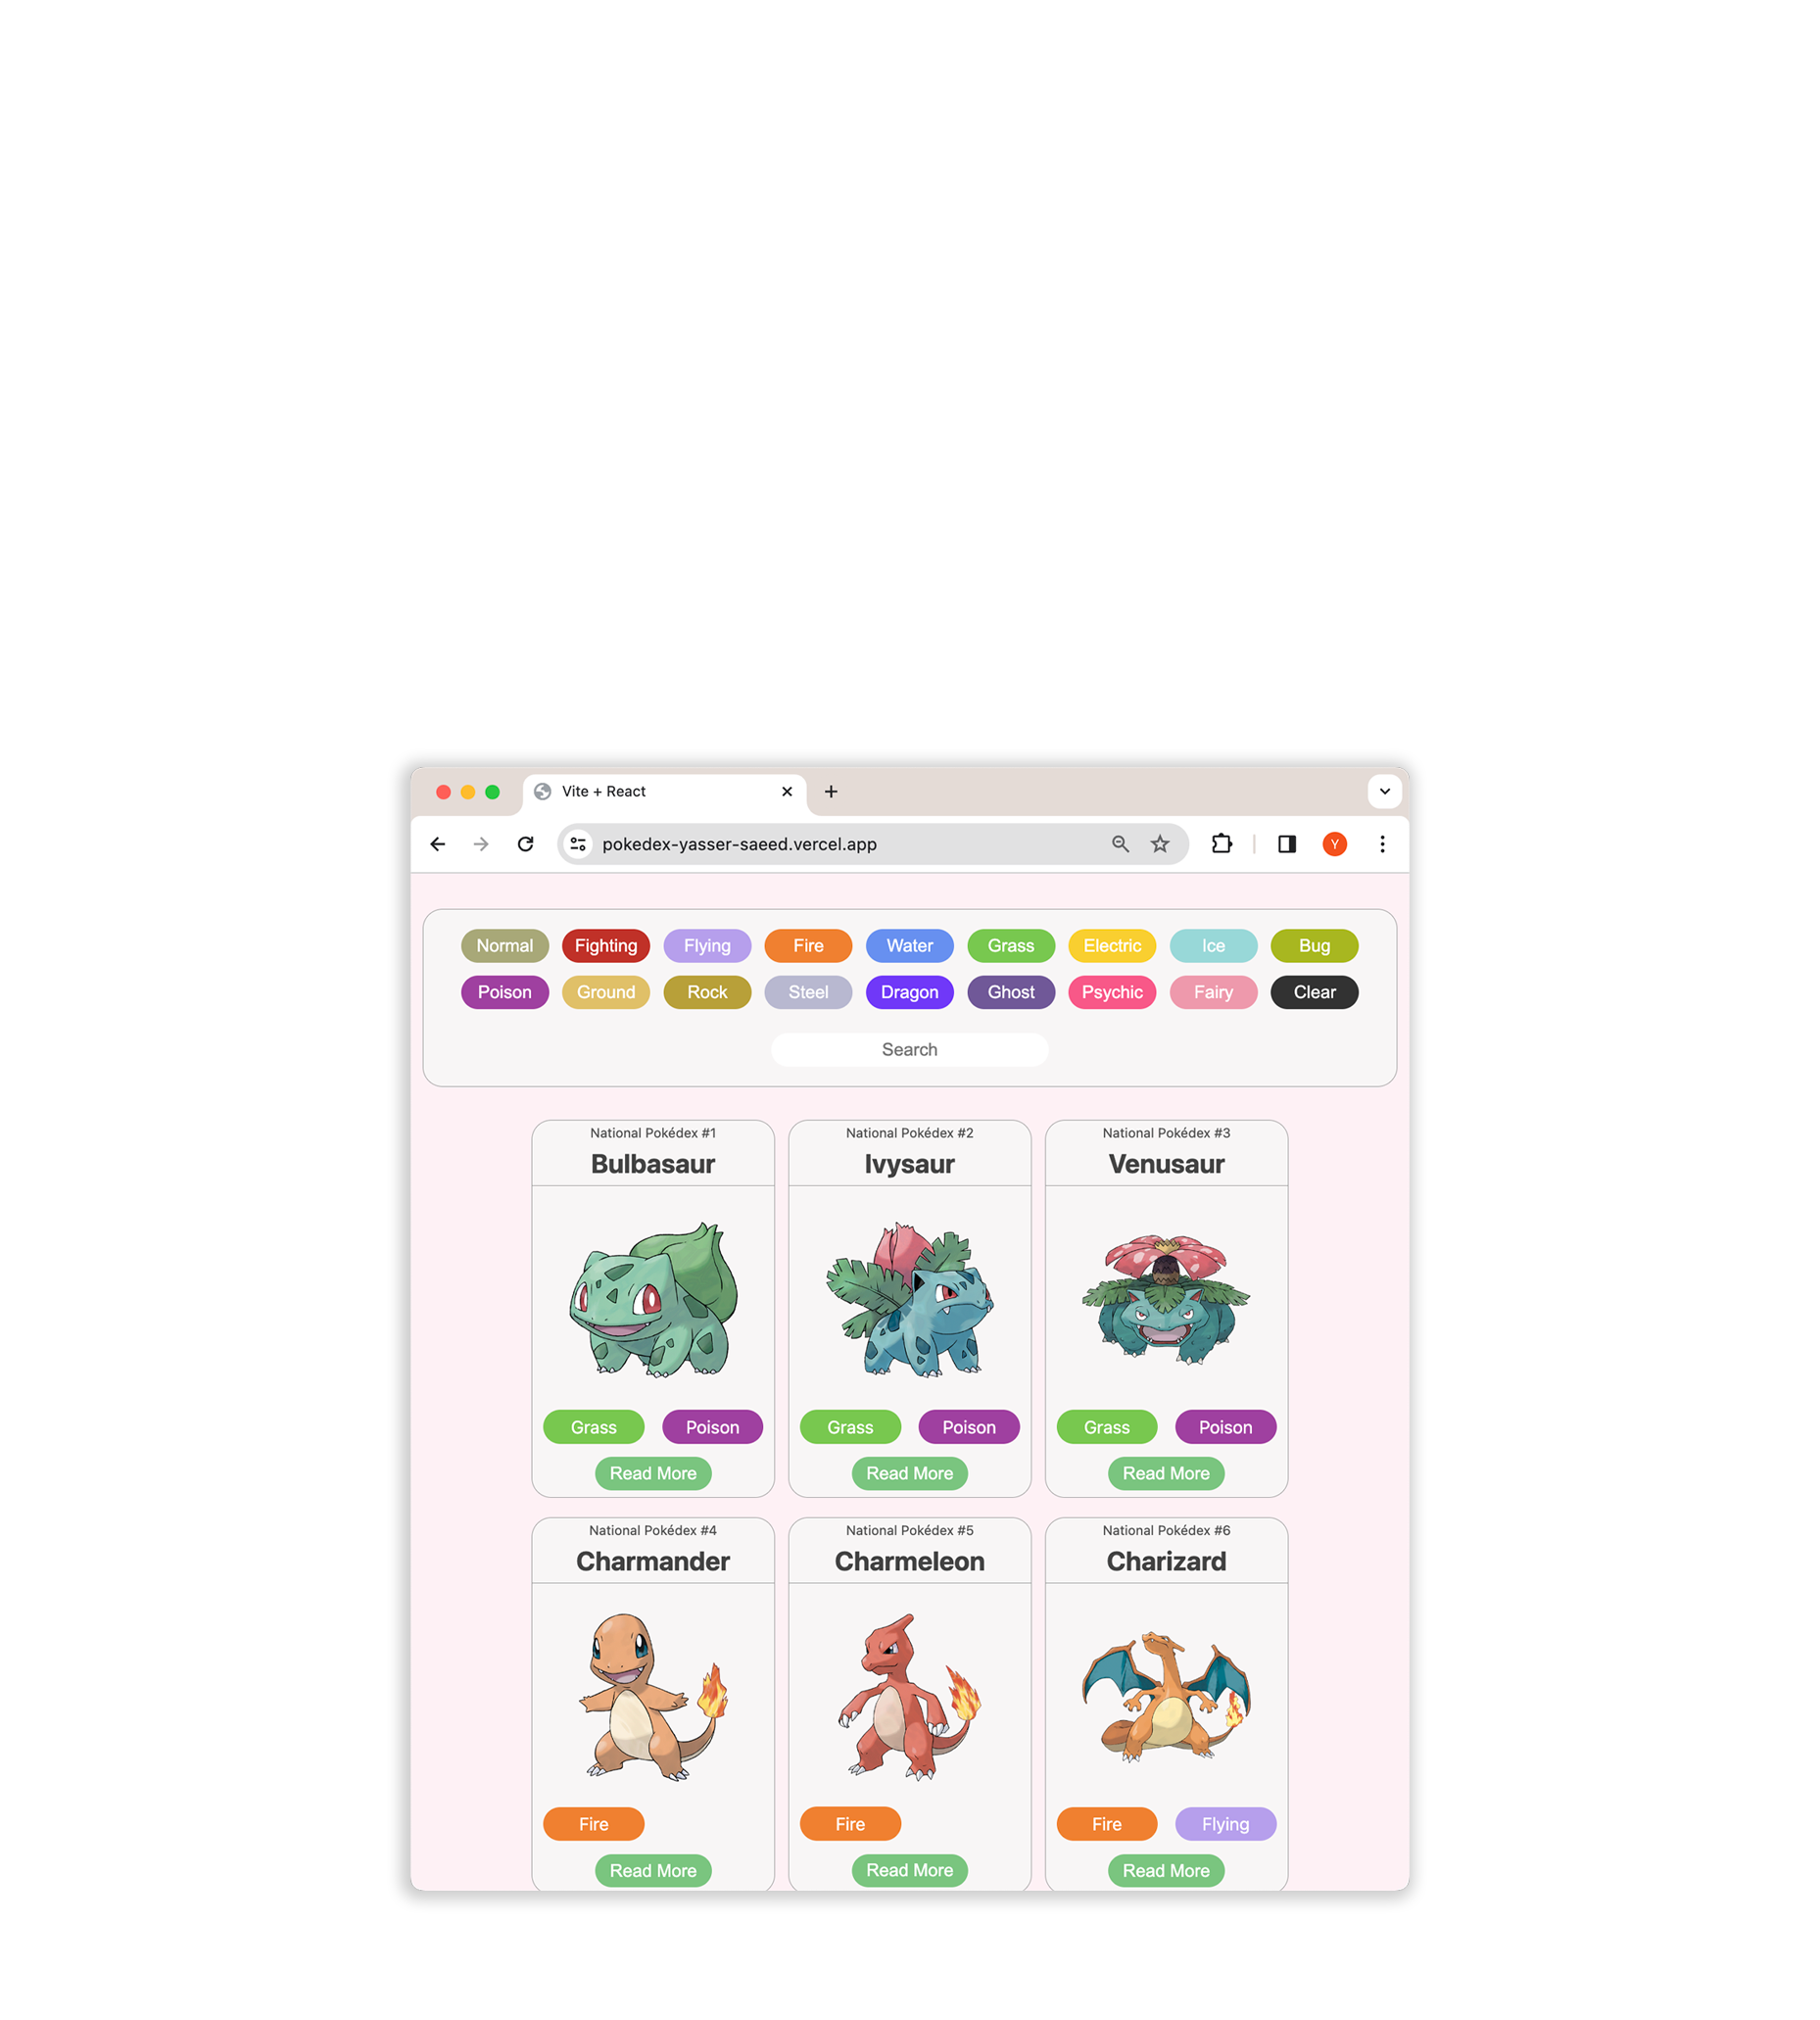 Vite + React
pokedex-yasser-saeed.vercel.app
Y
Normal Fighting Flying Fire Water Grass Electric Ice Bug
Poison Ground Rock Steel Dragon Ghost Psychic Fairy Clear
Search
National Pokédex #1 National Pokédex #2 National Pokédex #3
Bulbasaur Ivysaur Venusaur
Grass Poison Grass Poison Grass Poison
Read More Read More Read More
National Pokédex #4 National Pokédex #5 National Pokédex #6
Charmander Charmeleon Charizard
Fire Fire Fire Flying
Read More Read More Read More